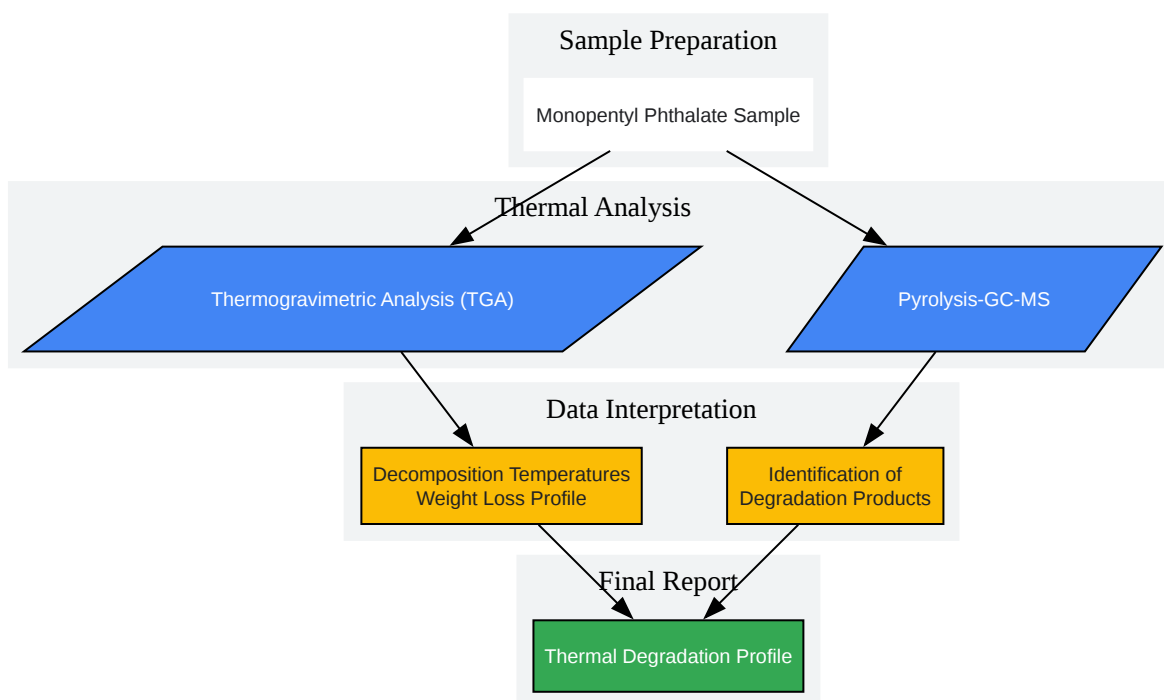 Sample Preparation
Monopentyl Phthalate Sample
Thermal Analysis
Thermogravimetric Analysis (TGA)
Pyrolysis-GC-MS
Data Interpretation
Decomposition Temperatures
Weight Loss Profile
Identification of
Degradation Products
Final Report
Thermal Degradation Profile